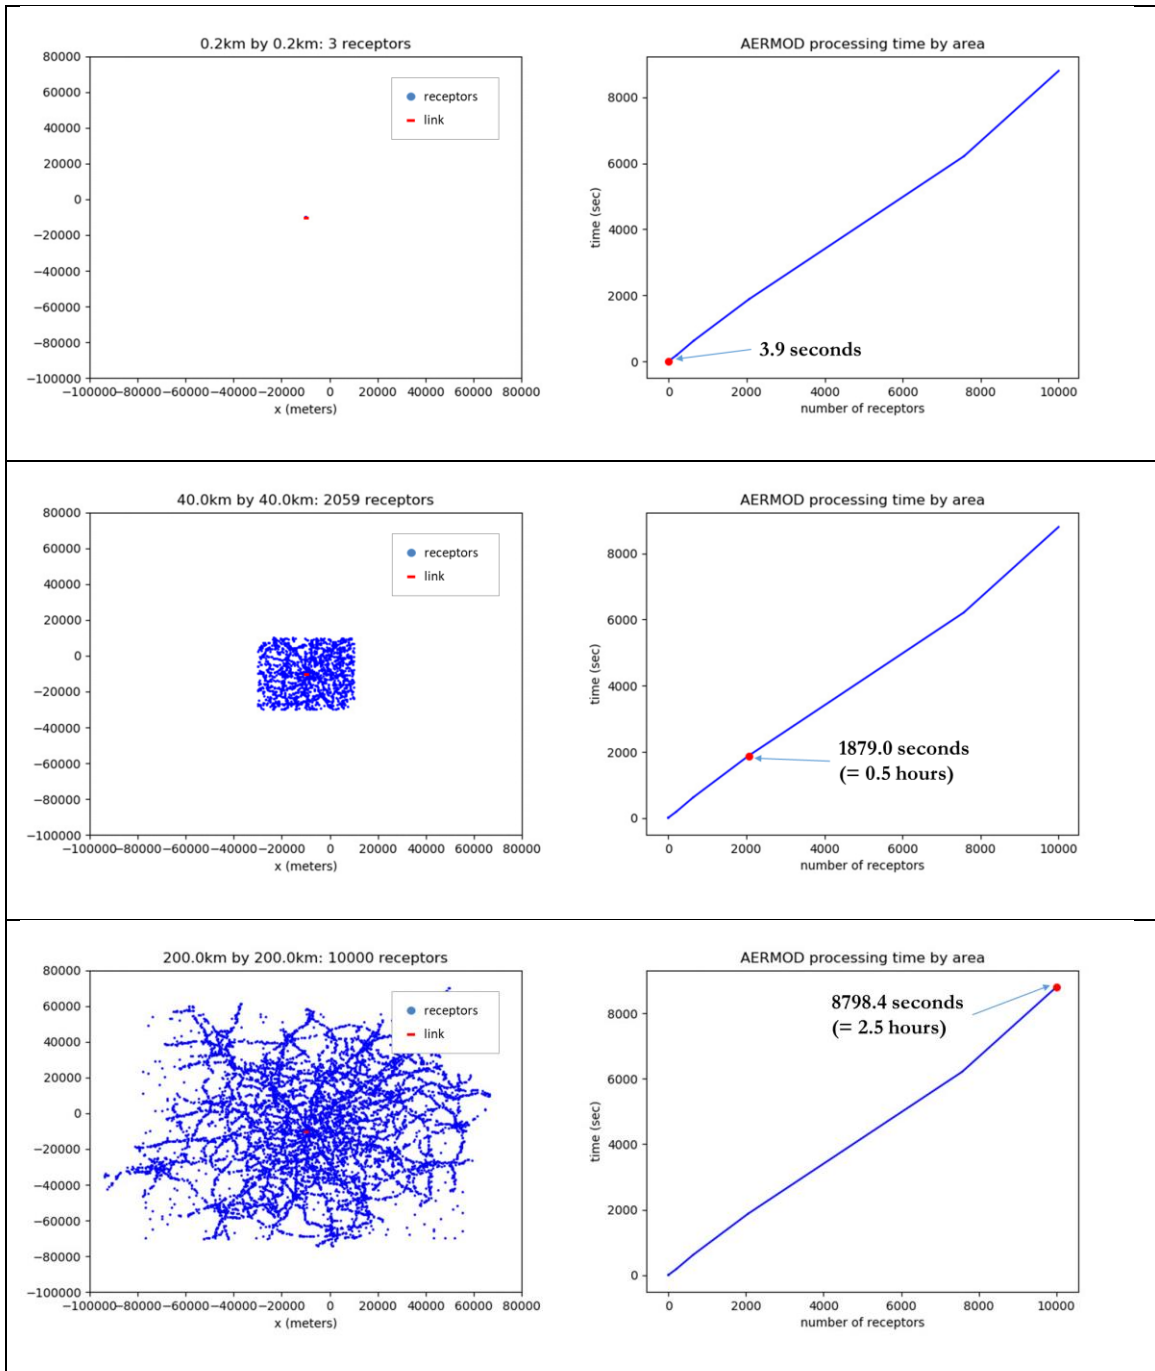 0.2km by 0.2km: 3 receptors
80000
60000
40000
20000
0
−20000
−40000
−60000
−80000
−100000
receptors
link
−100000−80000−60000−40000−20000 0 20000 40000 60000 80000
x (meters)
AERMOD processing time by area
8000
6000
4000
2000
0
time (sec)
3.9 seconds
0 2000 4000 6000 8000 10000
number of receptors
40.0km by 40.0km: 2059 receptors
80000
60000
40000
20000
0
−20000
−40000
−60000
−80000
−100000
receptors
link
−100000−80000−60000−40000−20000 0 20000 40000 60000 80000
x (meters)
AERMOD processing time by area
8000
6000
4000
2000
0
time (sec)
1879.0 seconds
(= 0.5 hours)
0 2000 4000 6000 8000 10000
number of receptors
200.0km by 200.0km: 10000 receptors
80000
60000
40000
20000
0
−20000
−40000
−60000
−80000
−100000
receptors
link
−100000−80000−60000−40000−20000 0 20000 40000 60000 80000
x (meters)
AERMOD processing time by area
8000
6000
4000
2000
0
time (sec)
8798.4 seconds
(= 2.5 hours)
0 2000 4000 6000 8000 10000
number of receptors